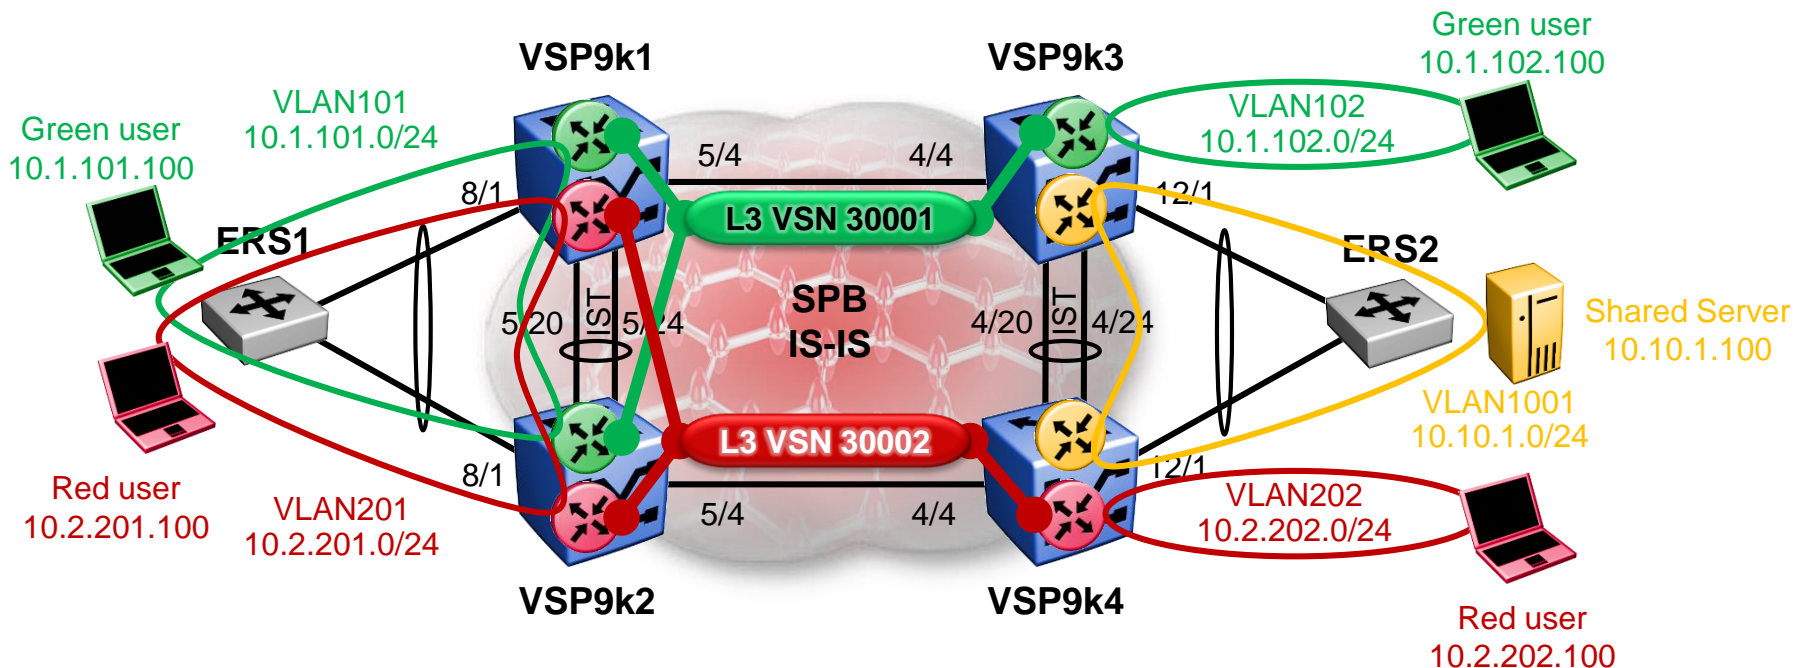 Green user
10.1.102.100
VSP9k1
VSP9k3
VLAN101
10.1.101.0/24
VLAN102
10.1.102.0/24
Green user
10.1.101.100
5/4
4/4
8/1
12/1
L3 VSN 30001
ERS1
ERS2
SPB
IS-IS
5/20
IST
5/24
4/20
IST
4/24
Shared Server
10.10.1.100
VLAN1001
10.10.1.0/24
L3 VSN 30002
8/1
12/1
Red user
10.2.201.100
VLAN201
10.2.201.0/24
5/4
4/4
VLAN202
10.2.202.0/24
VSP9k2
VSP9k4
Red user
10.2.202.100